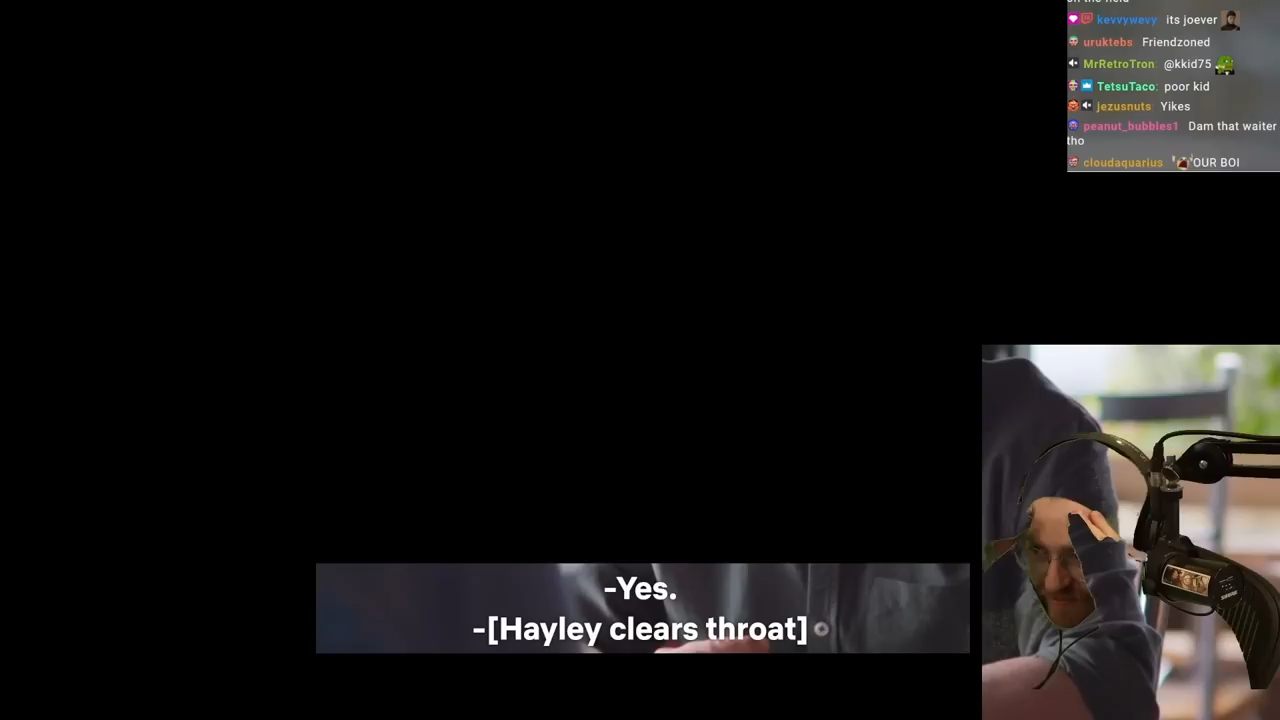 kevvywevy its joever
uruktebs Friendzoned
MrRetroTron: @kkid75
TetsuTaco: poor kid
jezusnuts: Yikes
peanut_bubbles1 Dam that waiter
tho
cloudaquarius OUR BOI
-Yes.
-[Hayley clears throat]
SHURE